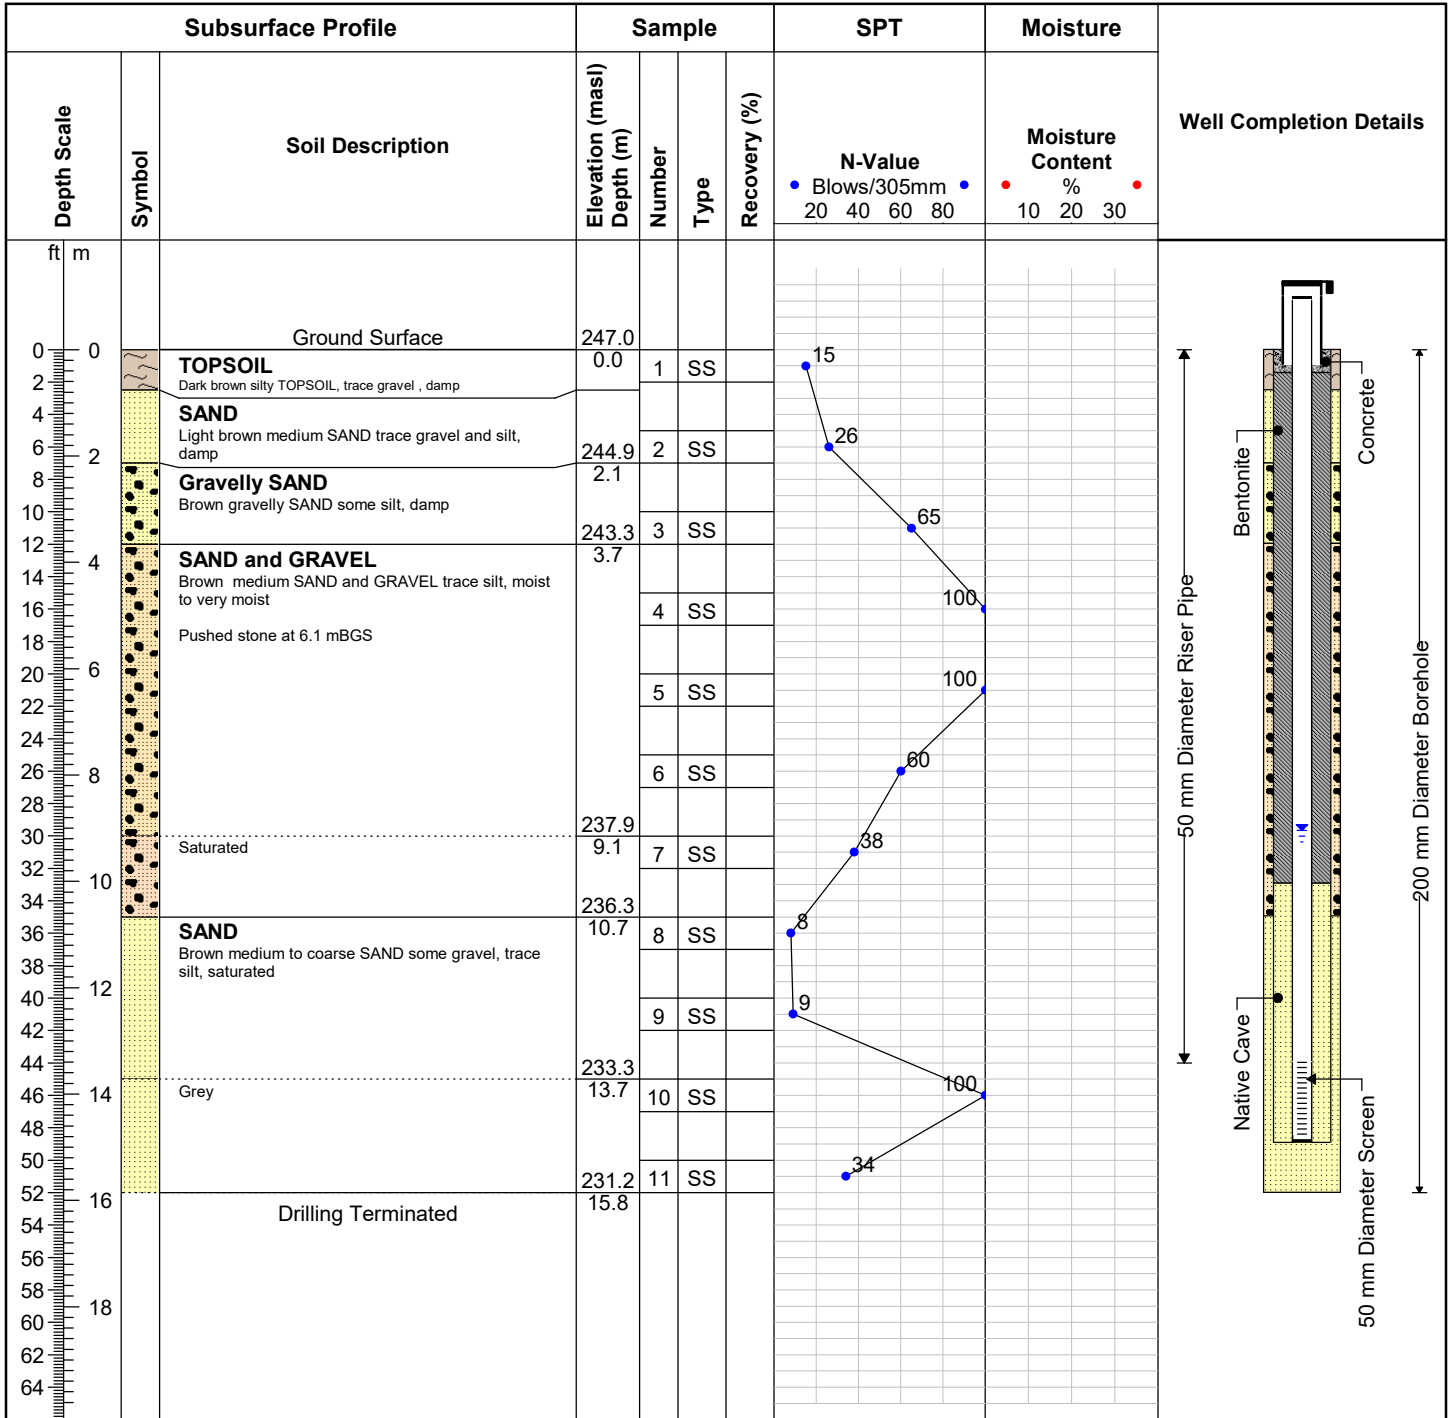 Subsurface Profile
Sample
SPT
Moisture
Depth Scale
Symbol
Soil Description
Elevation (masl)
Depth (m)
Number
Type
Recovery (%)
N-Value
Blows/305mm
20 40 60 80
Moisture
Content
%
10 20 30
Well Completion Details
ft m
Ground Surface
247.0
0.0
TOPSOIL
Dark brown silty TOPSOIL, trace gravel , damp
1 SS
15
SAND
Light brown medium SAND trace gravel and silt,
damp
244.9
2.1
2 SS
26
Gravelly SAND
Brown gravelly SAND some silt, damp
243.3
3.7
3 SS
65
SAND and GRAVEL
Brown medium SAND and GRAVEL trace silt, moist
to very moist
Pushed stone at 6.1 mBGS
4 SS
100
5 SS
100
6 SS
60
237.9
9.1
Saturated
7 SS
38
236.3
10.7
SAND
Brown medium to coarse SAND some gravel, trace
silt, saturated
8 SS
8
9 SS
9
233.3
13.7
Grey
10 SS
100
231.2
15.8
11 SS
34
Drilling Terminated
0
2
4
6
8
10
12
14
16
18
20
22
24
26
28
30
32
34
36
38
40
42
44
46
48
50
52
54
56
58
60
62
64
0
2
4
6
8
10
12
14
16
18
Concrete
Bentonite
50 mm Diameter Riser Pipe
200 mm Diameter Borehole
Native Cave
50 mm Diameter Screen